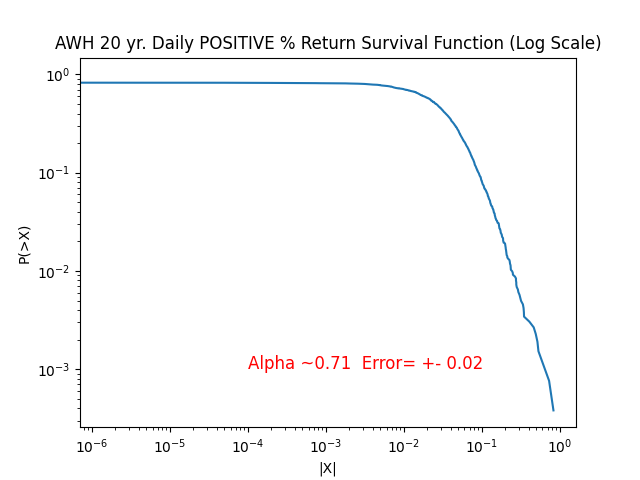 AWH 20 yr. Daily POSITIVE % Return Survival Function (Log Scale)
10⁰
10⁻¹
10⁻²
10⁻³
P(>X)
Alpha ~0.71  Error= +- 0.02
10⁻⁶ 10⁻⁵ 10⁻⁴ 10⁻³ 10⁻² 10⁻¹ 10⁰
|X|